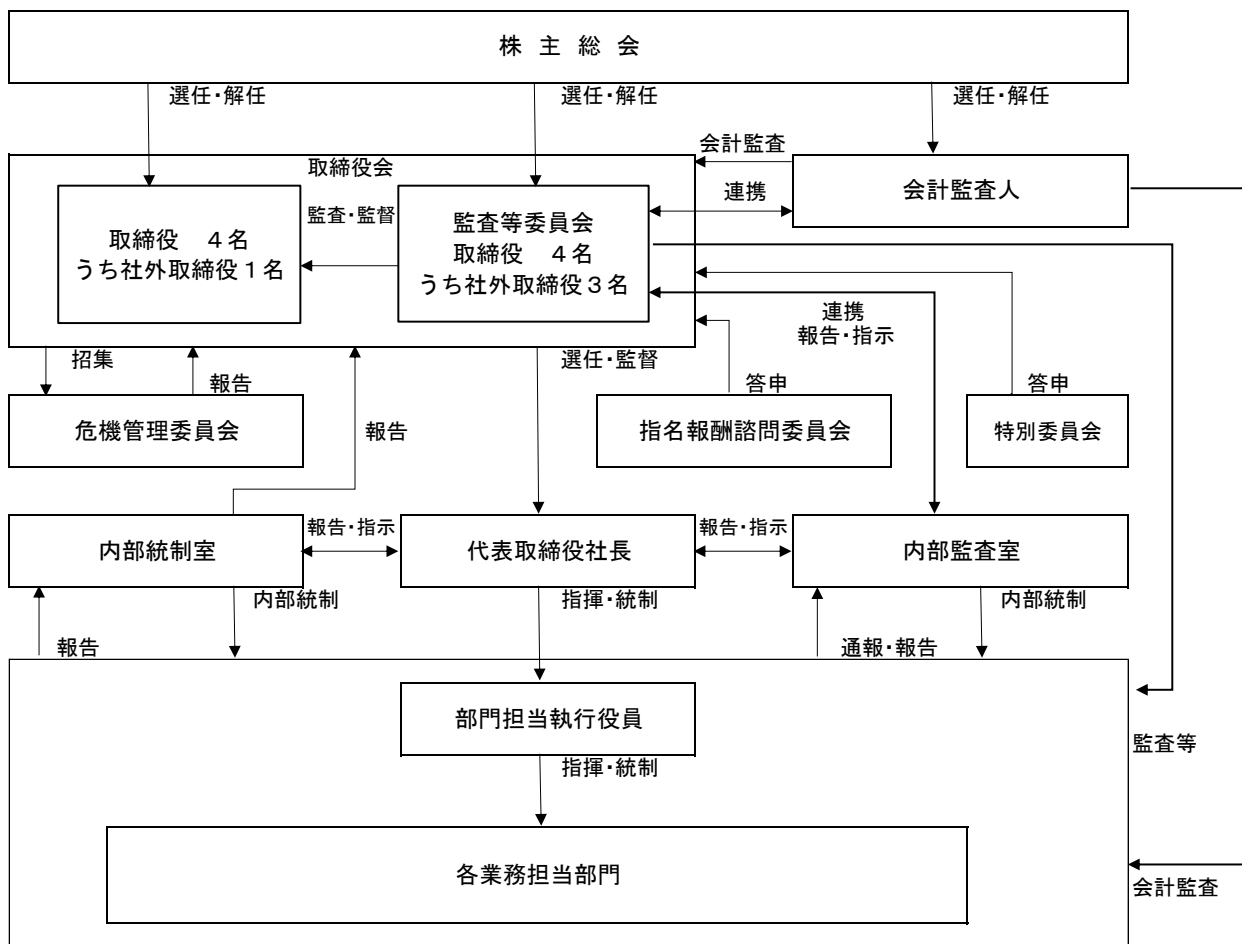 株 主 総 会
選任・解任
選任・解任
選任・解任
取締役会
会計監査
会計監査人
連携
取締役 ４名
うち社外取締役１名
監査・監督
監査等委員会
取締役 ４名
うち社外取締役３名
連携
報告・指示
招集
報告
選任・監督
答申
答申
危機管理委員会
報告
指名報酬諮問委員会
特別委員会
内部統制室
報告・指示
代表取締役社長
報告・指示
内部監査室
内部統制
指揮・統制
内部統制
報告
通報・報告
部門担当執行役員
監査等
指揮・統制
各業務担当部門
会計監査